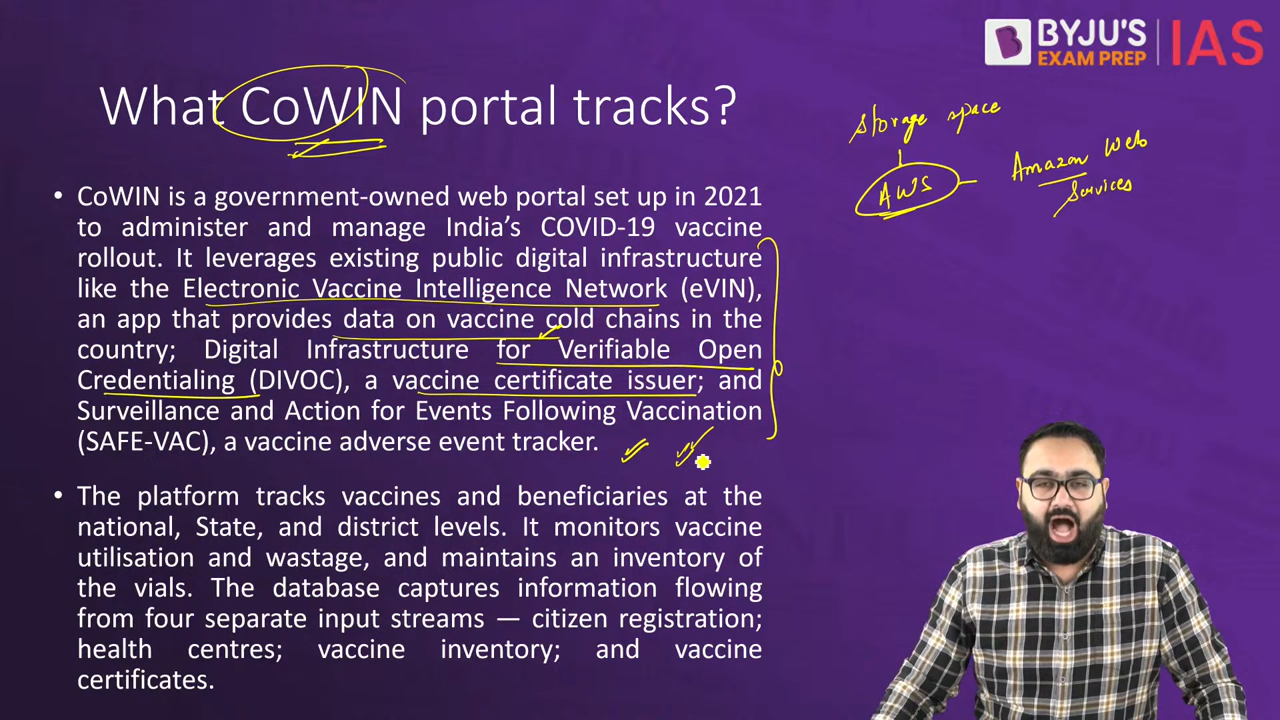 BYJU'S
EXAM PREP
IAS
What CoWIN portal tracks?
Storage space
AWS
Amazon Web
Services
• CoWIN is a government-owned web portal set up in 2021
to administer and manage India’s COVID-19 vaccine
rollout. It leverages existing public digital infrastructure
like the Electronic Vaccine Intelligence Network (eVIN),
an app that provides data on vaccine cold chains in the
country; Digital Infrastructure for Verifiable Open
Credentialing (DIVOC), a vaccine certificate issuer; and
Surveillance and Action for Events Following Vaccination
(SAFE-VAC), a vaccine adverse event tracker.
• The platform tracks vaccines and beneficiaries at the
national, State, and district levels. It monitors vaccine
utilisation and wastage, and maintains an inventory of
the vials. The database captures information flowing
from four separate input streams — citizen registration;
health centres; vaccine inventory; and vaccine
certificates.